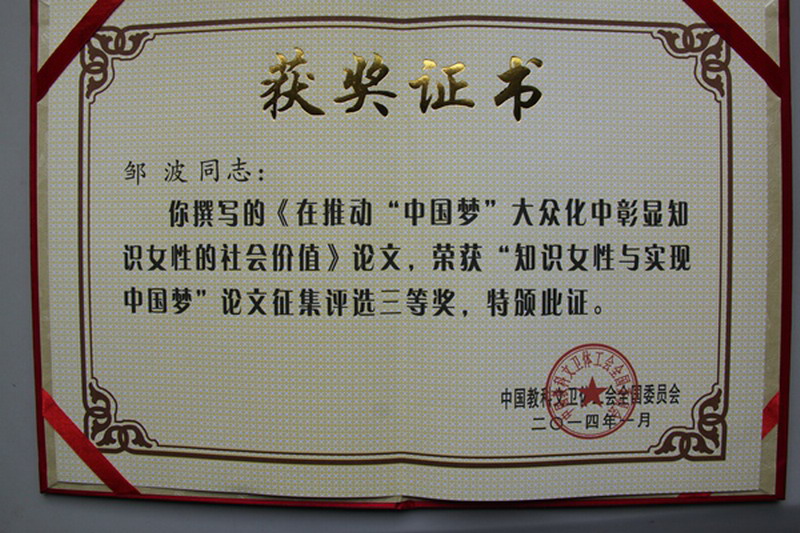 获奖证书
邹 波同志：
你撰写的《在推动“中国梦”大众化中彰显知
识女性的社会价值》论文，荣获“知识女性与实现
中国梦”论文征集评选三等奖，特颁此证。
中国教科文卫体工会全国委员会
二〇一四年一月